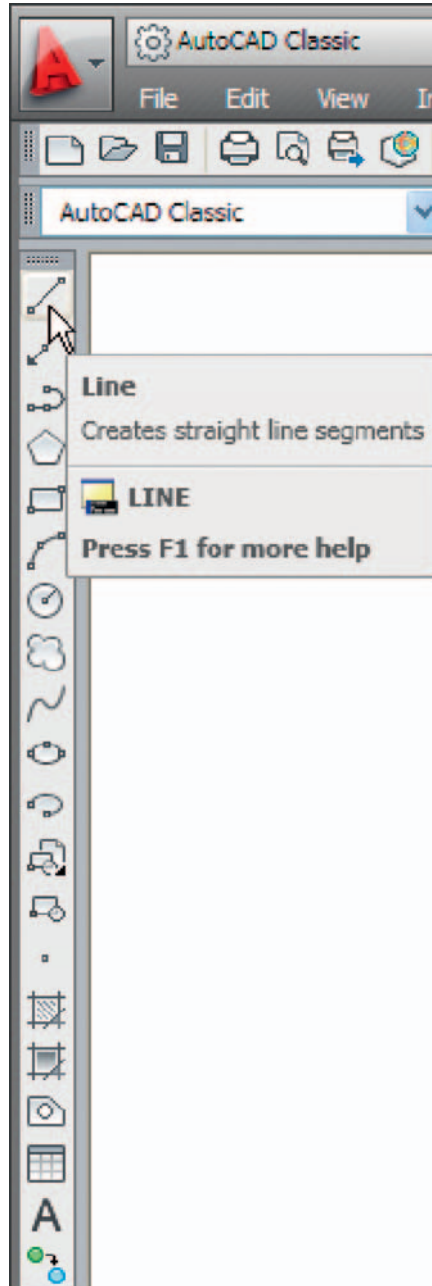 AutoCAD Classic
File Edit View
AutoCAD Classic
Line
Creates straight line segments
LINE
Press F1 for more help
A